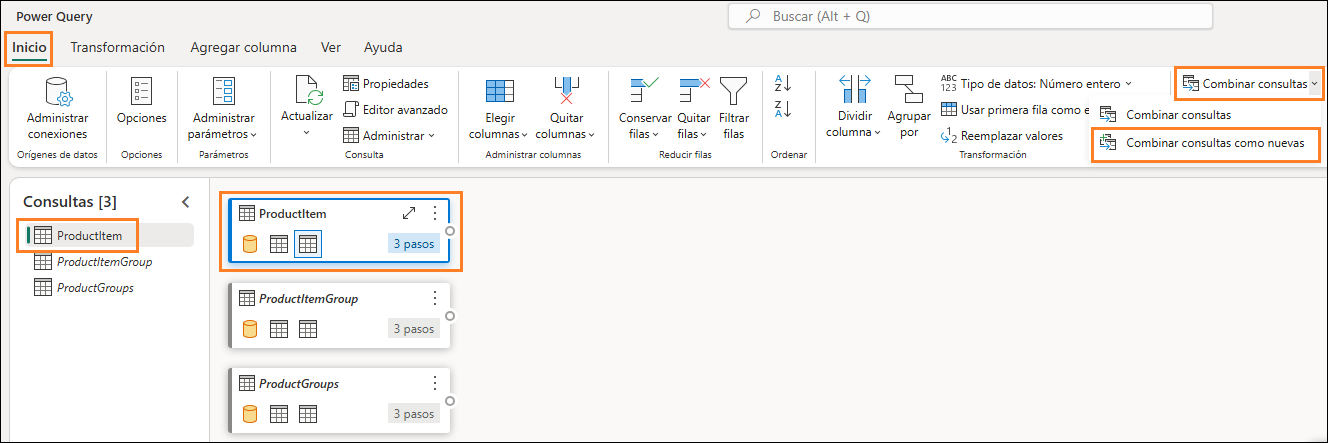 Power Query
Buscar (Alt + Q)
Inicio Transformación Agregar columna Ver Ayuda
Administrar conexiones
Orígenes de datos
Opciones
Opciones
Administrar parámetros
Parámetros
Actualizar
Propiedades
Editor avanzado
Administrar
Consulta
Elegir columnas
Quitar columnas
Administrar columnas
Conservar filas
Quitar filas
Filtrar filas
Reducir filas
A
Z
Z
A
Ordenar
Dividir columna
Agrupar por
ABC
123
Tipo de datos: Número entero
Usar primera fila como e
1
2
Reemplazar valores
Transformación
Combinar consultas
Combinar consultas
Combinar consultas como nuevas
Consultas [3]
ProductItem
ProductItemGroup
ProductGroups
ProductItem
3 pasos
ProductItemGroup
3 pasos
ProductGroups
3 pasos